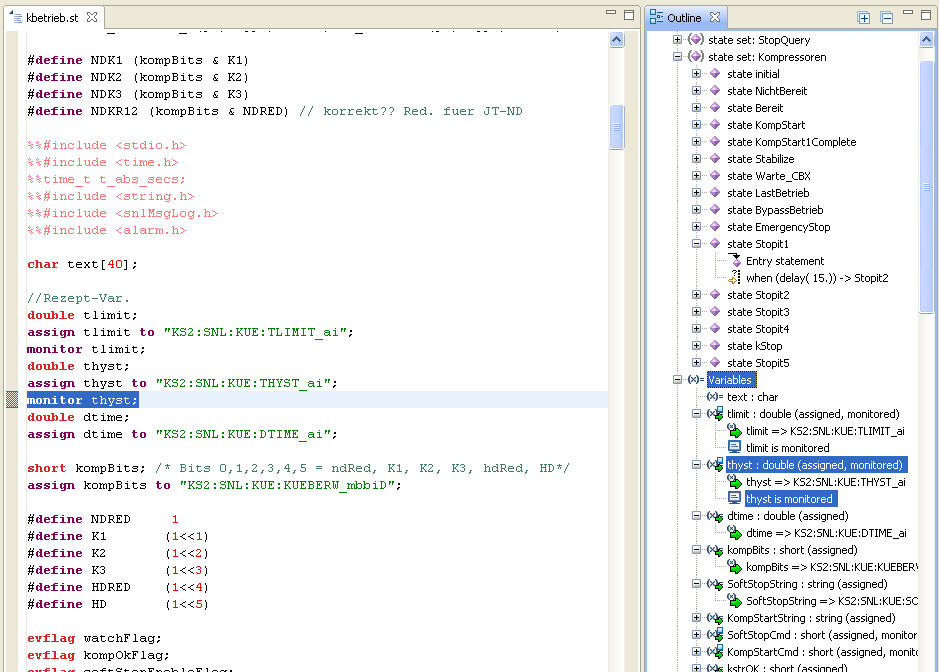 kbetrieb.st
#define NDK1 (kompBits & K1)
#define NDK2 (kompBits & K2)
#define NDK3 (kompBits & K3)
#define NDKR12 (kompBits & NDRED) // korrekt?? Red. fuer JT-ND
%%#include <stdio.h>
%%#include <time.h>
%%time_t t_abs_secs;
%%#include <string.h>
%%#include <snlMsgLog.h>
%%#include <alarm.h>
char text[40];
//Rezept-Var.
double tlimit;
assign tlimit to "KS2:SNL:KUE:TLIMIT_ai";
monitor tlimit;
double thyst;
assign thyst to "KS2:SNL:KUE:THYST_ai";
monitor thyst;
double dtime;
assign dtime to "KS2:SNL:KUE:DTIME_ai";
short kompBits; /* Bits 0,1,2,3,4,5 = ndRed, K1, K2, K3, hdRed, HD*/
assign kompBits to "KS2:SNL:KUE:KUEBERW_mbbiD";
#define NDRED 1
#define K1 (1<<1)
#define K2 (1<<2)
#define K3 (1<<3)
#define HDRED (1<<4)
#define HD (1<<5)
evflag watchFlag;
evflag kompOkFlag;
evflag softStopEnableFlag;
Outline
state set: StopQuery
state set: Kompressoren
state initial
state NichtBereit
state Bereit
state KompStart
state KompStart1Complete
state Stabilize
state Warte_CBX
state LastBetrieb
state BypassBetrieb
state EmergencyStop
state Stopit1
Entry statement
when (delay( 15.)) -> Stopit2
state Stopit2
state Stopit3
state Stopit4
state kStop
state Stopit5
(x)= Variables
(x)= text : char
tlimit : double (assigned, monitored)
tlimit => KS2:SNL:KUE:TLIMIT_ai
tlimit is monitored
thyst : double (assigned, monitored)
thyst => KS2:SNL:KUE:THYST_ai
thyst is monitored
dtime : double (assigned)
dtime => KS2:SNL:KUE:DTIME_ai
kompBits : short (assigned)
kompBits => KS2:SNL:KUE:KUEBERW
SoftStopString : string (assigned)
SoftStopString => KS2:SNL:KUE:SO
KompStartString : string (assigned)
SoftStopCmd : short (assigned, monitor
KompStartCmd : short (assigned, monito
kstrOK : short (assigned)